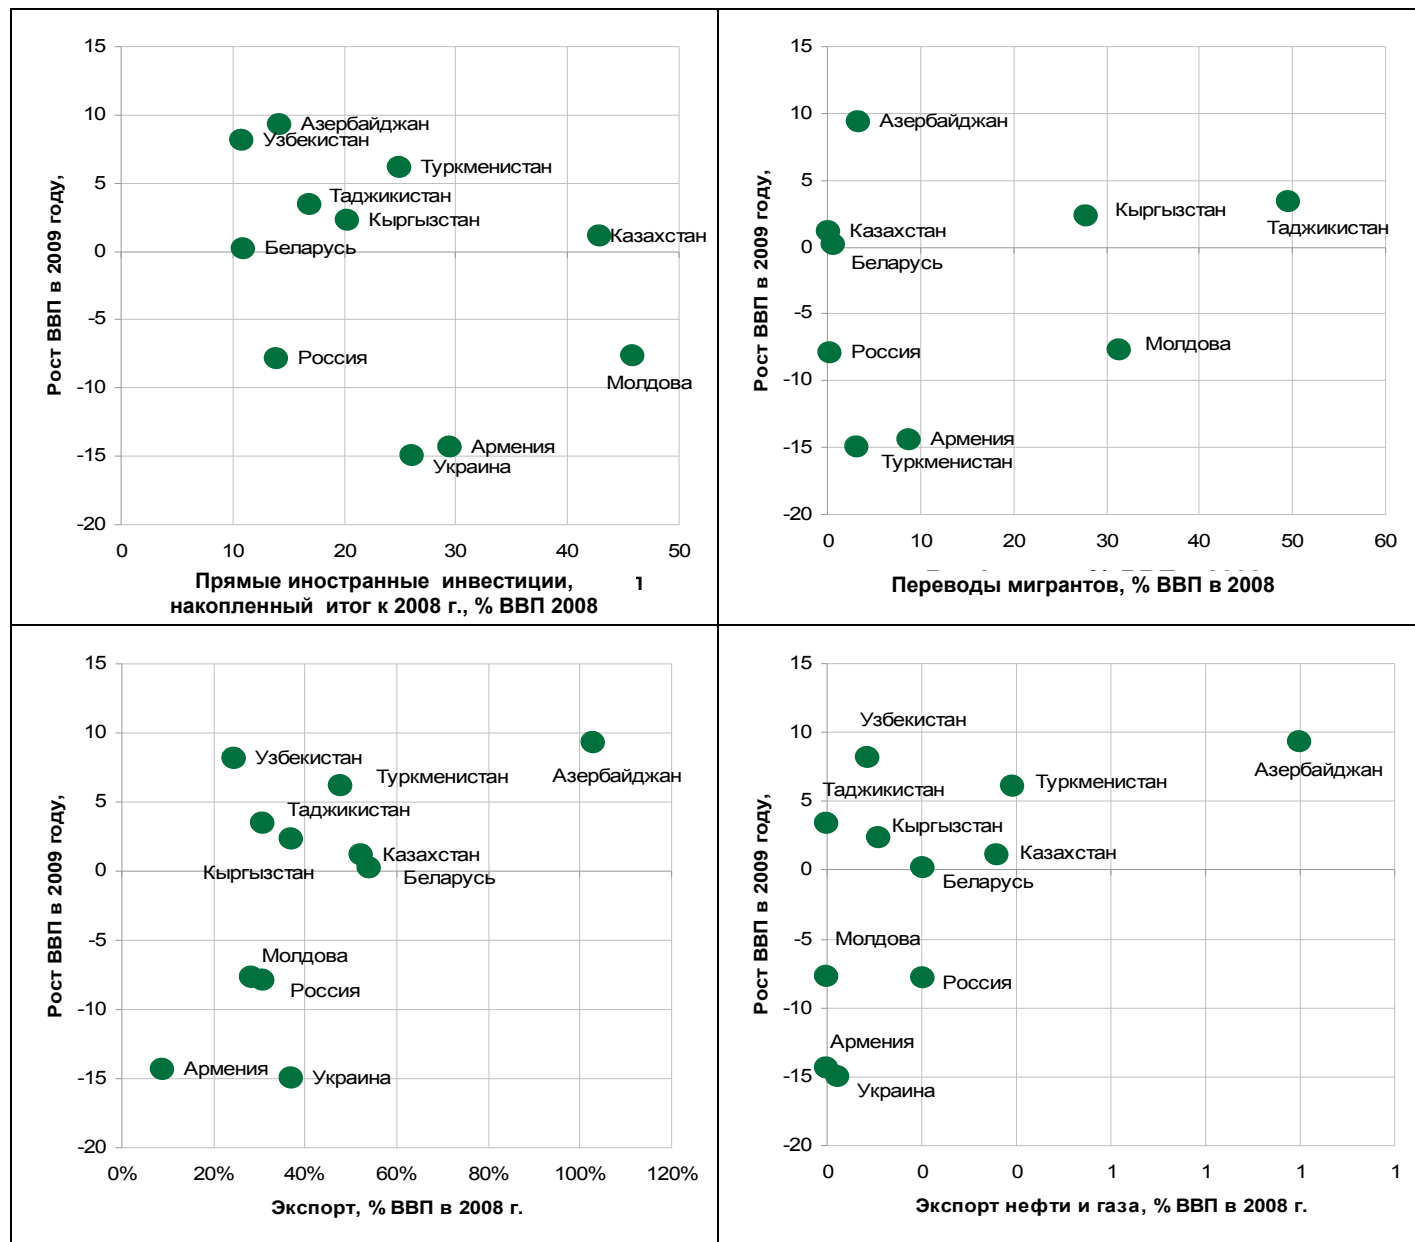 15
10
5
0
-5
-10
-15
-20
Рост ВВП в 2009 году,
Азербайджан
Узбекистан
Туркменистан
Таджикистан
Кыргызстан
Казахстан
Беларусь
Россия
Молдова
Армения
Украина
0 10 20 30 40 50
Прямые иностранные инвестиции, 1
накопленный итог к 2008 г., % ВВП 2008
15
10
5
0
-5
-10
-15
-20
Рост ВВП в 2009 году,
Азербайджан
Кыргызстан
Таджикистан
Казахстан
Беларусь
Россия
Молдова
Армения
Туркменистан
0 10 20 30 40 50 60
Переводы мигрантов, % ВВП в 2008
15
10
5
0
-5
-10
-15
-20
Рост ВВП в 2009 году,
Узбекистан
Туркменистан
Азербайджан
Таджикистан
Казахстан
Кыргызстан
Беларусь
Молдова
Россия
Армения
Украина
0% 20% 40% 60% 80% 100% 120%
Экспорт, % ВВП в 2008 г.
15
10
5
0
-5
-10
-15
-20
Рост ВВП в 2009 году,
Узбекистан
Азербайджан
Туркменистан
Таджикистан
Кыргызстан
Казахстан
Беларусь
Молдова
Россия
Армения
Украина
0 0 0 1 1 1 1
Экспорт нефти и газа, % ВВП в 2008 г.